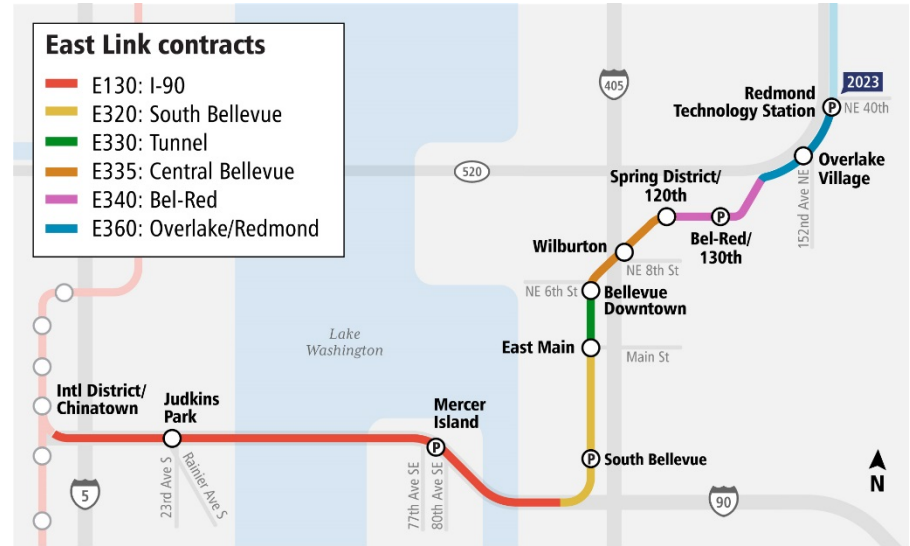 East Link contracts
E130: I-90
E320: South Bellevue
E330: Tunnel
E335: Central Bellevue
E340: Bel-Red
E360: Overlake/Redmond
405
2023
Redmond
Technology Station
P
NE 40th
520
Overlake
Village
152nd Ave NE
Spring District/
120th
P
Bel-Red/
130th
Wilburton
NE 8th St
NE 6th St
Bellevue
Downtown
Lake
Washington
East Main
Main St
Intl District/
Chinatown
Judkins
Park
Mercer
Island
P
P
South Bellevue
23rd Ave S
Rainier Ave S
77th Ave SE
80th Ave SE
5
90
N